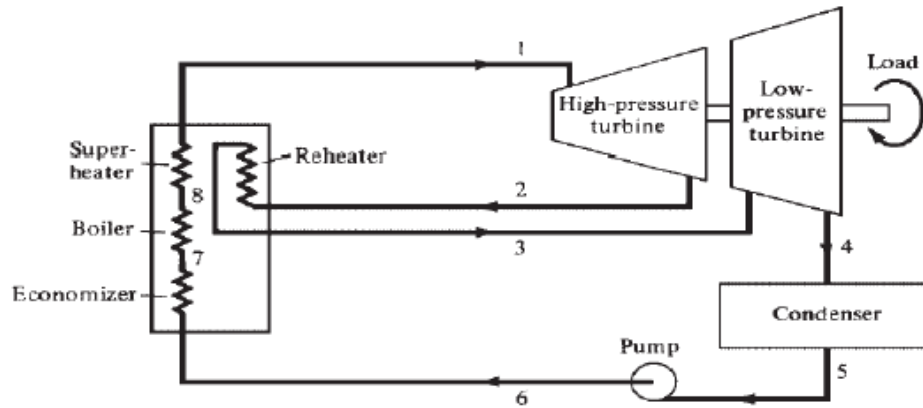 1
Load
High-pressure
turbine
Low-
pressure
turbine
Super-
heater
Reheater
8
2
Boiler
7
3
4
Economizer
Condenser
Pump
5
6